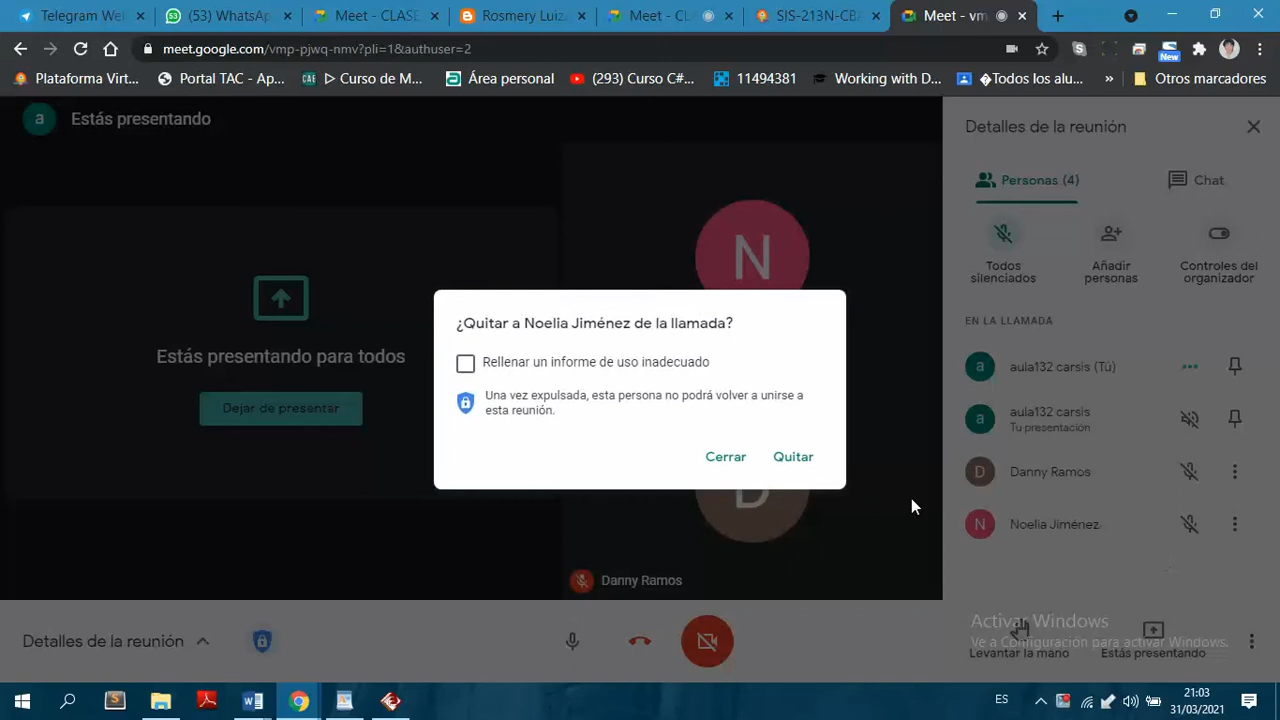 Telegram We
(53) WhatsA
Meet - CLASE
Rosmery Luiz
Meet - CL
SIS-213N-CB
Meet - vm
meet.google.com/vmp-pjwq-nmv?pli=1&authuser=2
New
Plataforma Virt...
Portal TAC - Ap...
CAE
▷ Curso de M...
Área personal
(293) Curso C#...
11494381
Working with D...
�Todos los alu...
»
Otros marcadores
a
Estás presentando
Estás presentando para todos
Dejar de presentar
N
D
Danny Ramos
¿Quitar a Noelia Jiménez de la llamada?
Rellenar un informe de uso inadecuado
Una vez expulsada, esta persona no podrá volver a unirse a
esta reunión.
Cerrar
Quitar
Detalles de la reunión
Personas (4)
Chat
Todos
silenciados
Añadir
personas
Controles del
organizador
EN LA LLAMADA
a
aula132 carsis (Tú)
a
aula132 carsis
Tu presentación
D
Danny Ramos
N
Noelia Jiménez
Activar Windows
Ve a Configuración para activar Windows.
Levantar la mano
Estás presentando
Detalles de la reunión
ES
21:03
31/03/2021